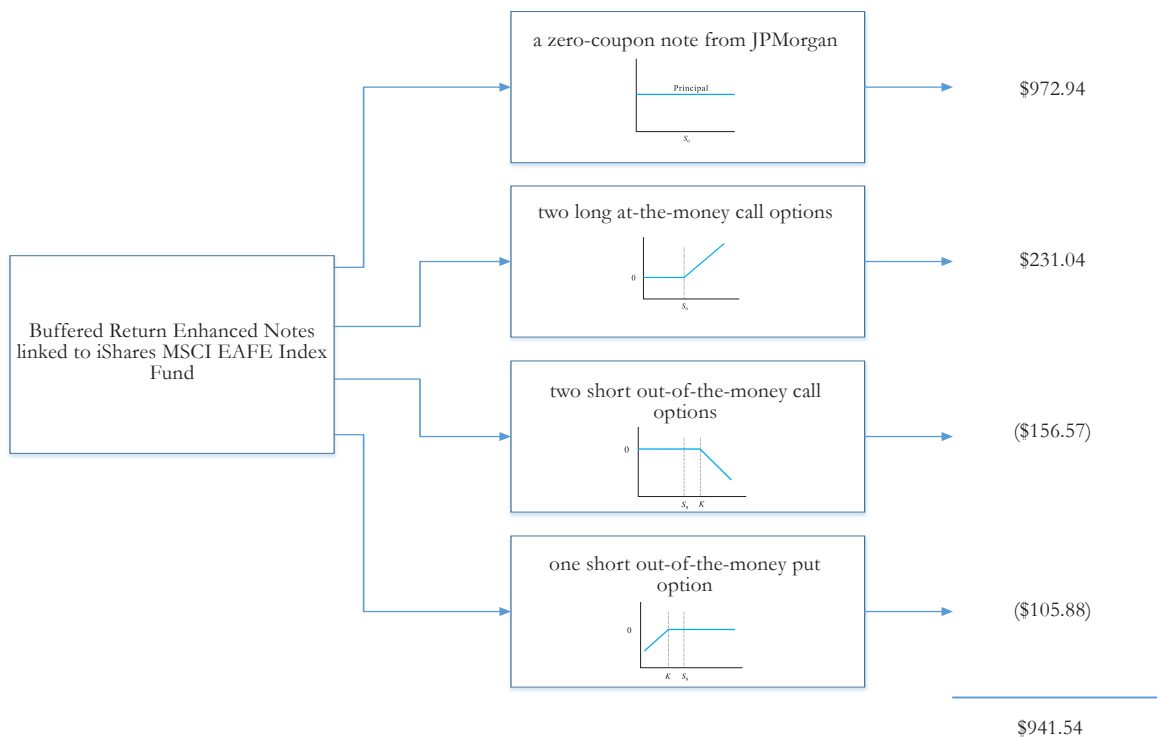 a zero-coupon note from JPMorgan
Principal
S₀
$972.94
two long at-the-money call options
0
S₀
$231.04
Buffered Return Enhanced Notes
linked to iShares MSCI EAFE Index
Fund
two short out-of-the-money call
options
0
S₀ K
($156.57)
one short out-of-the-money put
option
0
K S₀
($105.88)
$941.54